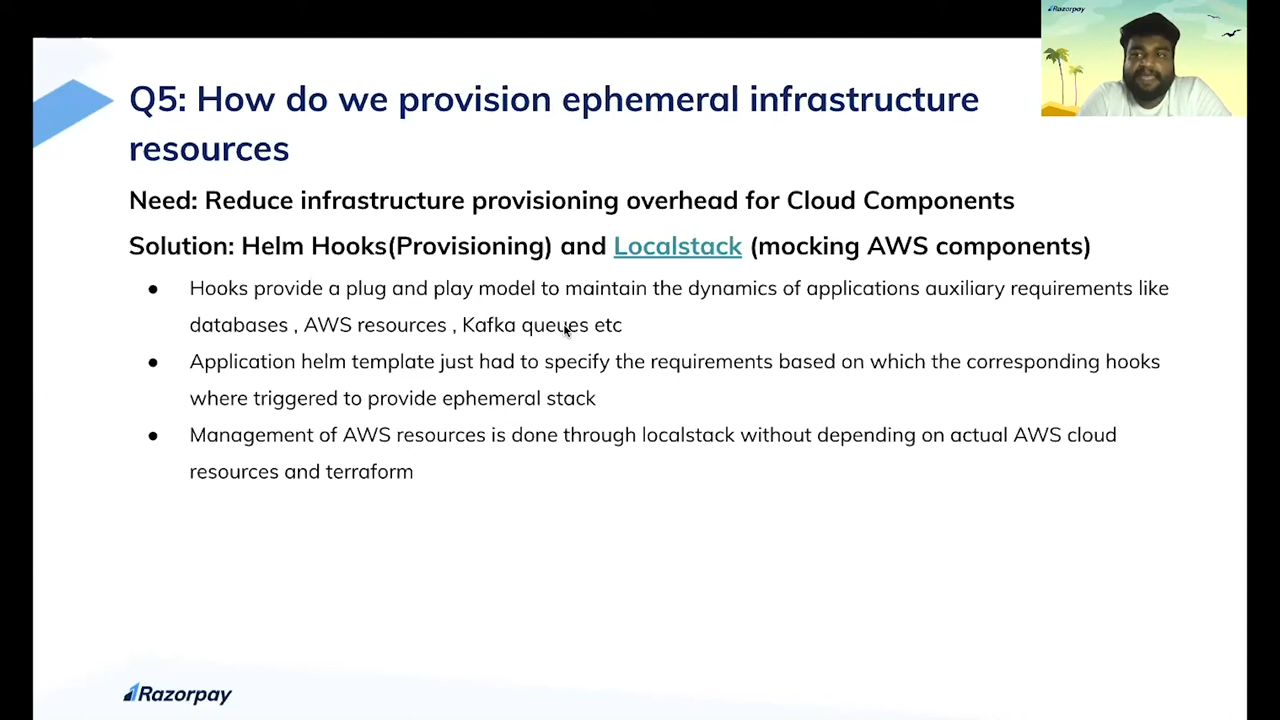 Razorpay
Q5: How do we provision ephemeral infrastructure
resources
Need: Reduce infrastructure provisioning overhead for Cloud Components
Solution: Helm Hooks(Provisioning) and Localstack (mocking AWS components)
● Hooks provide a plug and play model to maintain the dynamics of applications auxiliary requirements like
databases , AWS resources , Kafka queues etc
● Application helm template just had to specify the requirements based on which the corresponding hooks
where triggered to provide ephemeral stack
● Management of AWS resources is done through localstack without depending on actual AWS cloud
resources and terraform
Razorpay